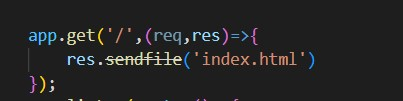 app.get('/',(req,res)=>{
res.sendfile('index.html')
});